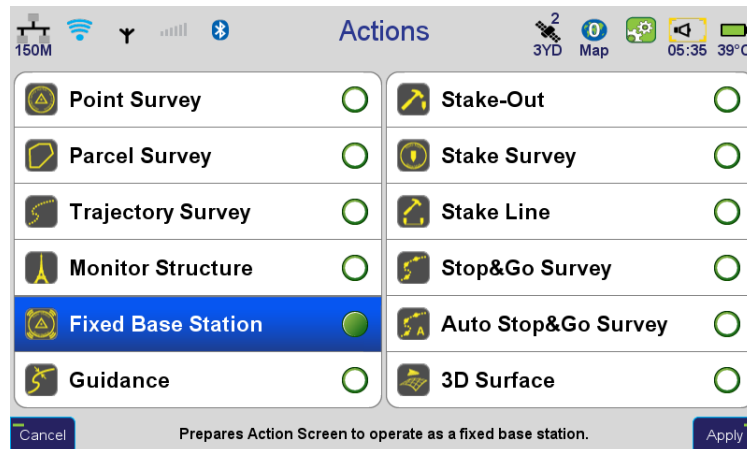 Actions
2
150M
3YD
Map
05:35
39°C
Point Survey
Stake-Out
Parcel Survey
Stake Survey
Trajectory Survey
Stake Line
Monitor Structure
Stop&Go Survey
Fixed Base Station
Auto Stop&Go Survey
Guidance
3D Surface
Cancel
Prepares Action Screen to operate as a fixed base station.
Apply